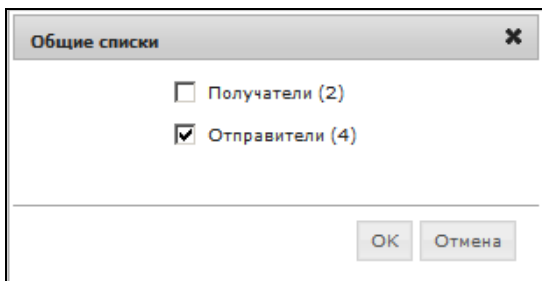 Общие списки
Получатели (2)
Отправители (4)
OK Отмена